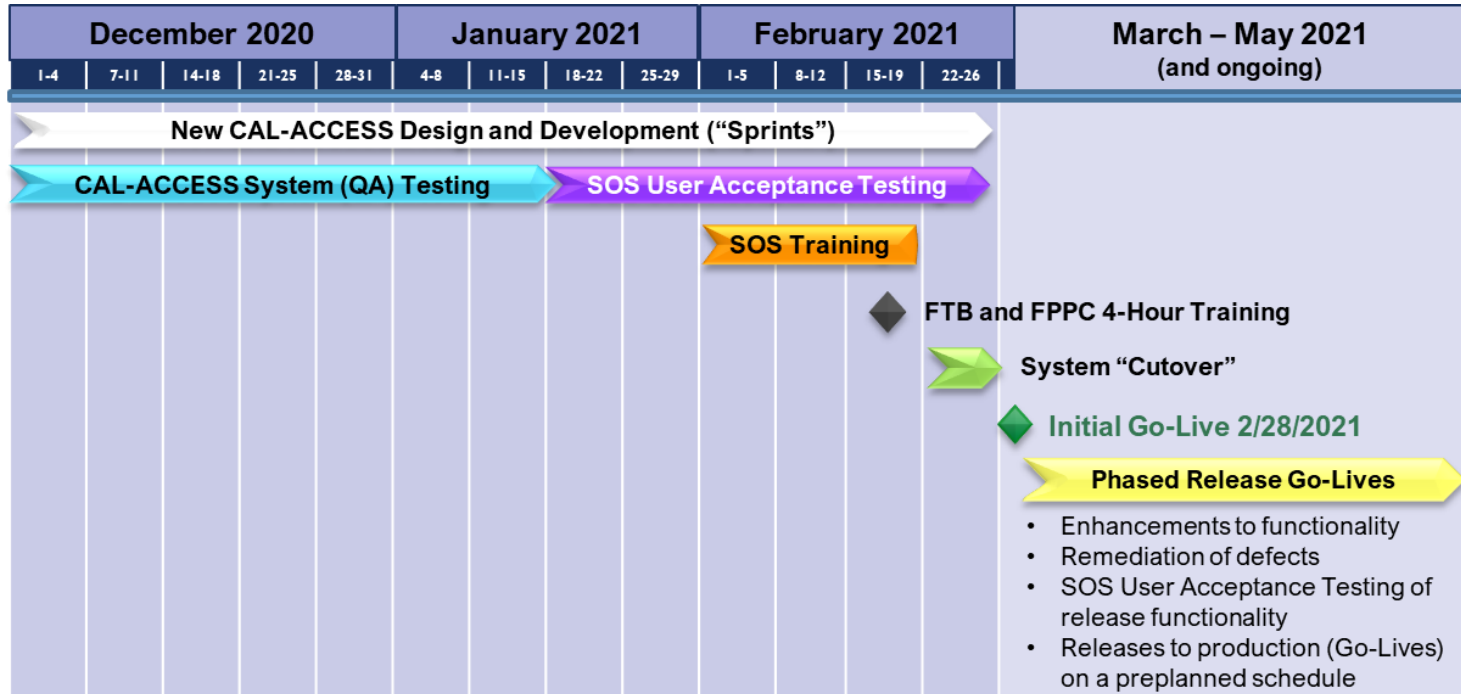 December 2020
January 2021
February 2021
March – May 2021
(and ongoing)
1-4
7-11
14-18
21-25
28-31
4-8
11-15
18-22
25-29
1-5
8-12
15-19
22-26
New CAL-ACCESS Design and Development (“Sprints”)
CAL-ACCESS System (QA) Testing
SOS User Acceptance Testing
SOS Training
FTB and FPPC 4-Hour Training
System “Cutover”
Initial Go-Live 2/28/2021
Phased Release Go-Lives
• Enhancements to functionality
• Remediation of defects
• SOS User Acceptance Testing of
release functionality
• Releases to production (Go-Lives)
on a preplanned schedule